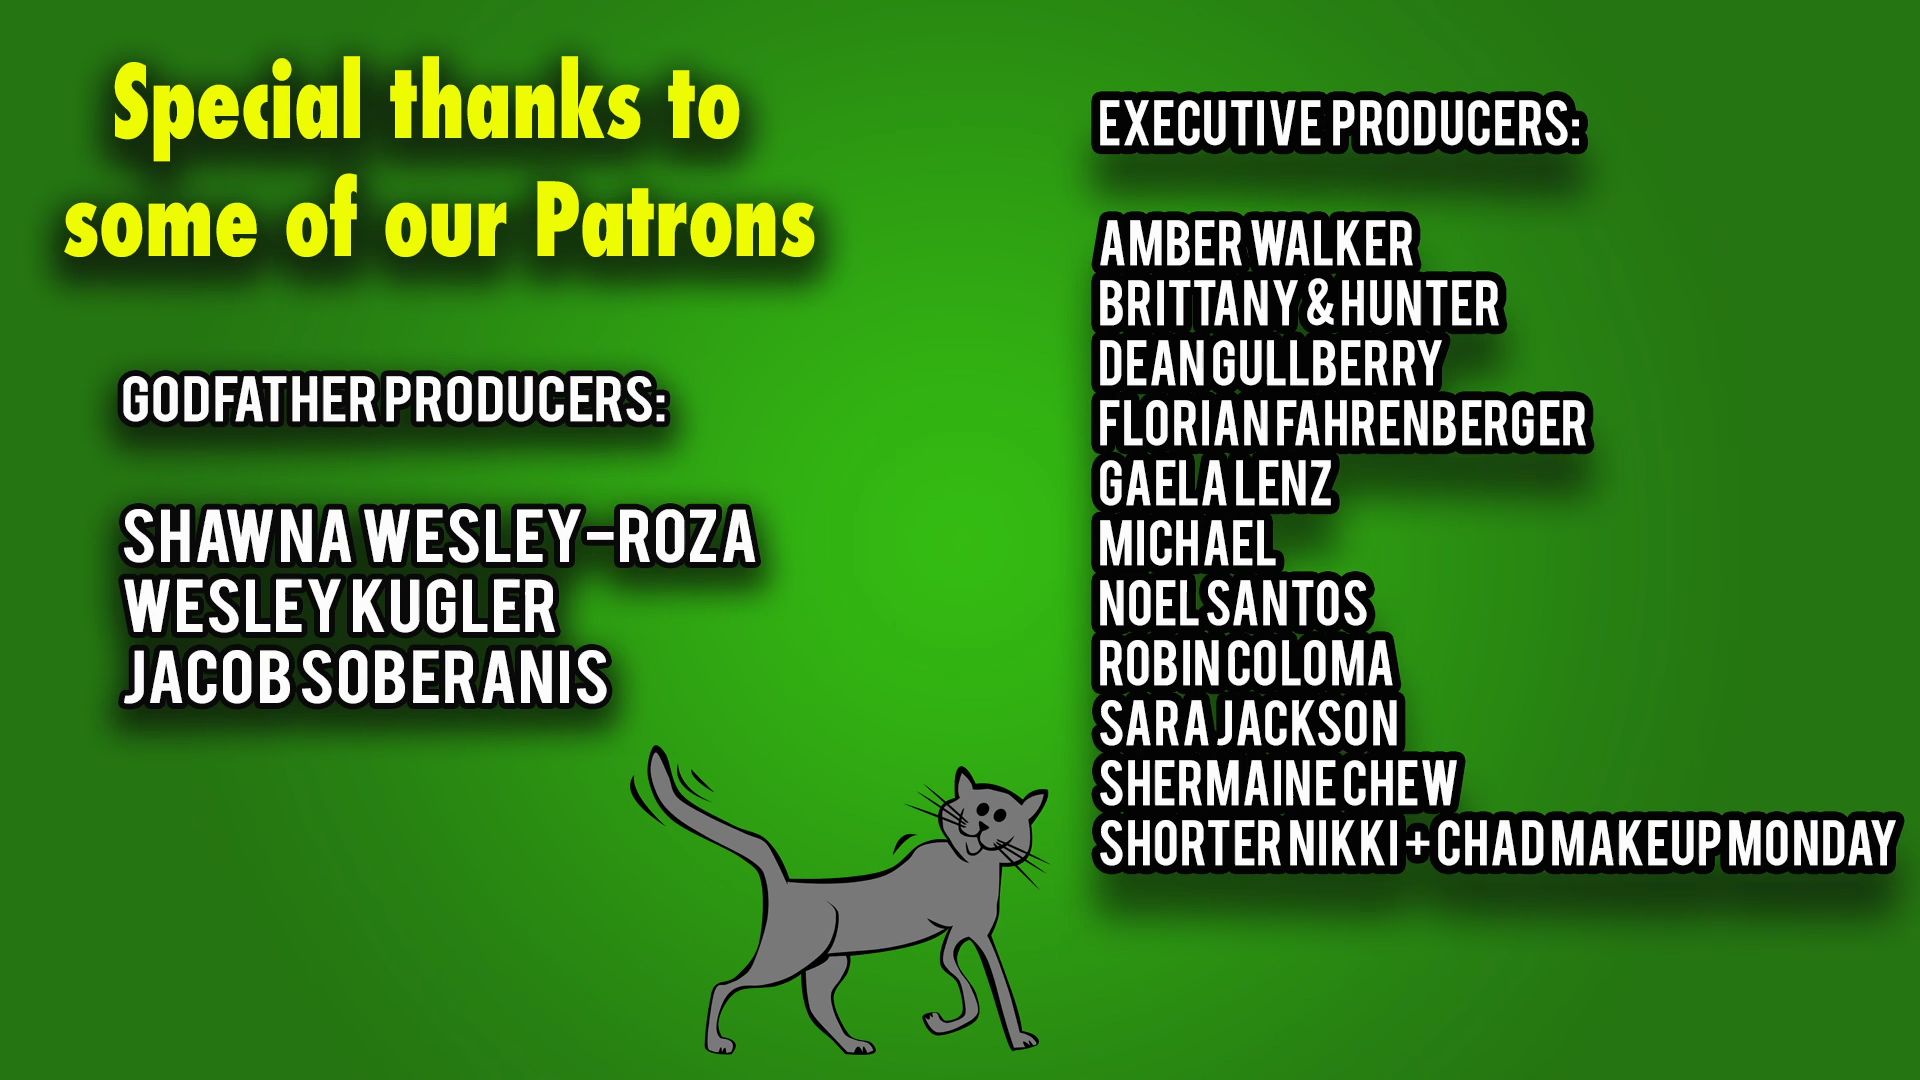 Special thanks to
some of our Patrons
GODFATHER PRODUCERS:
SHAWNA WESLEY-ROZA
WESLEY KUGLER
JACOB SOBERANIS
EXECUTIVE PRODUCERS:
AMBER WALKER
BRITTANY & HUNTER
DEAN GULLBERRY
FLORIAN FAHRENBERGER
GAELA LENZ
MICHAEL
NOEL SANTOS
ROBIN COLOMA
SARA JACKSON
SHERMAINE CHEW
SHORTER NIKKI + CHAD MAKEUP MONDAY